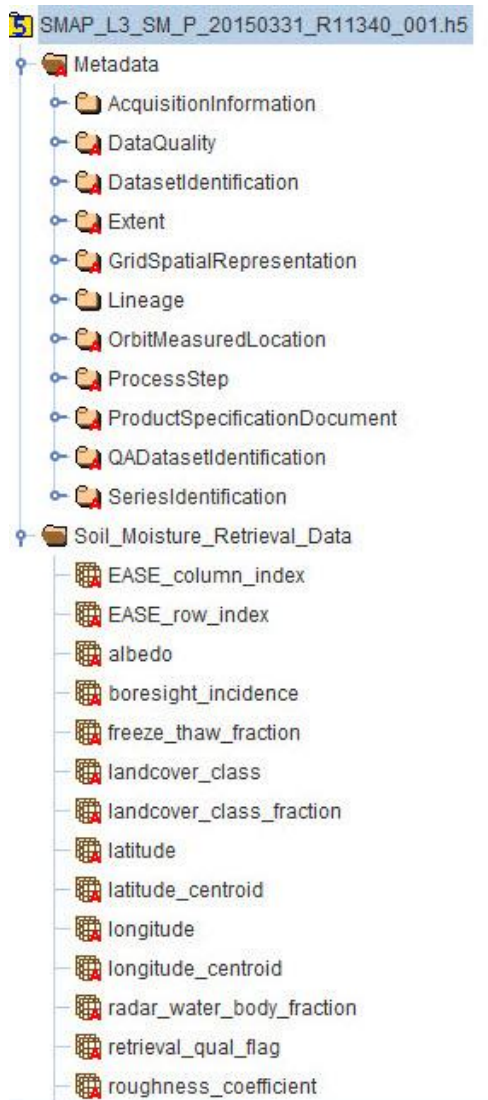 SMAP_L3_SM_P_20150331_R11340_001.h5
Metadata
AcquisitionInformation
DataQuality
DatasetIdentification
Extent
GridSpatialRepresentation
Lineage
OrbitMeasuredLocation
ProcessStep
ProductSpecificationDocument
QADatasetIdentification
SeriesIdentification
Soil_Moisture_Retrieval_Data
EASE_column_index
EASE_row_index
albedo
boresight_incidence
freeze_thaw_fraction
landcover_class
landcover_class_fraction
latitude
latitude_centroid
longitude
longitude_centroid
radar_water_body_fraction
retrieval_qual_flag
roughness_coefficient